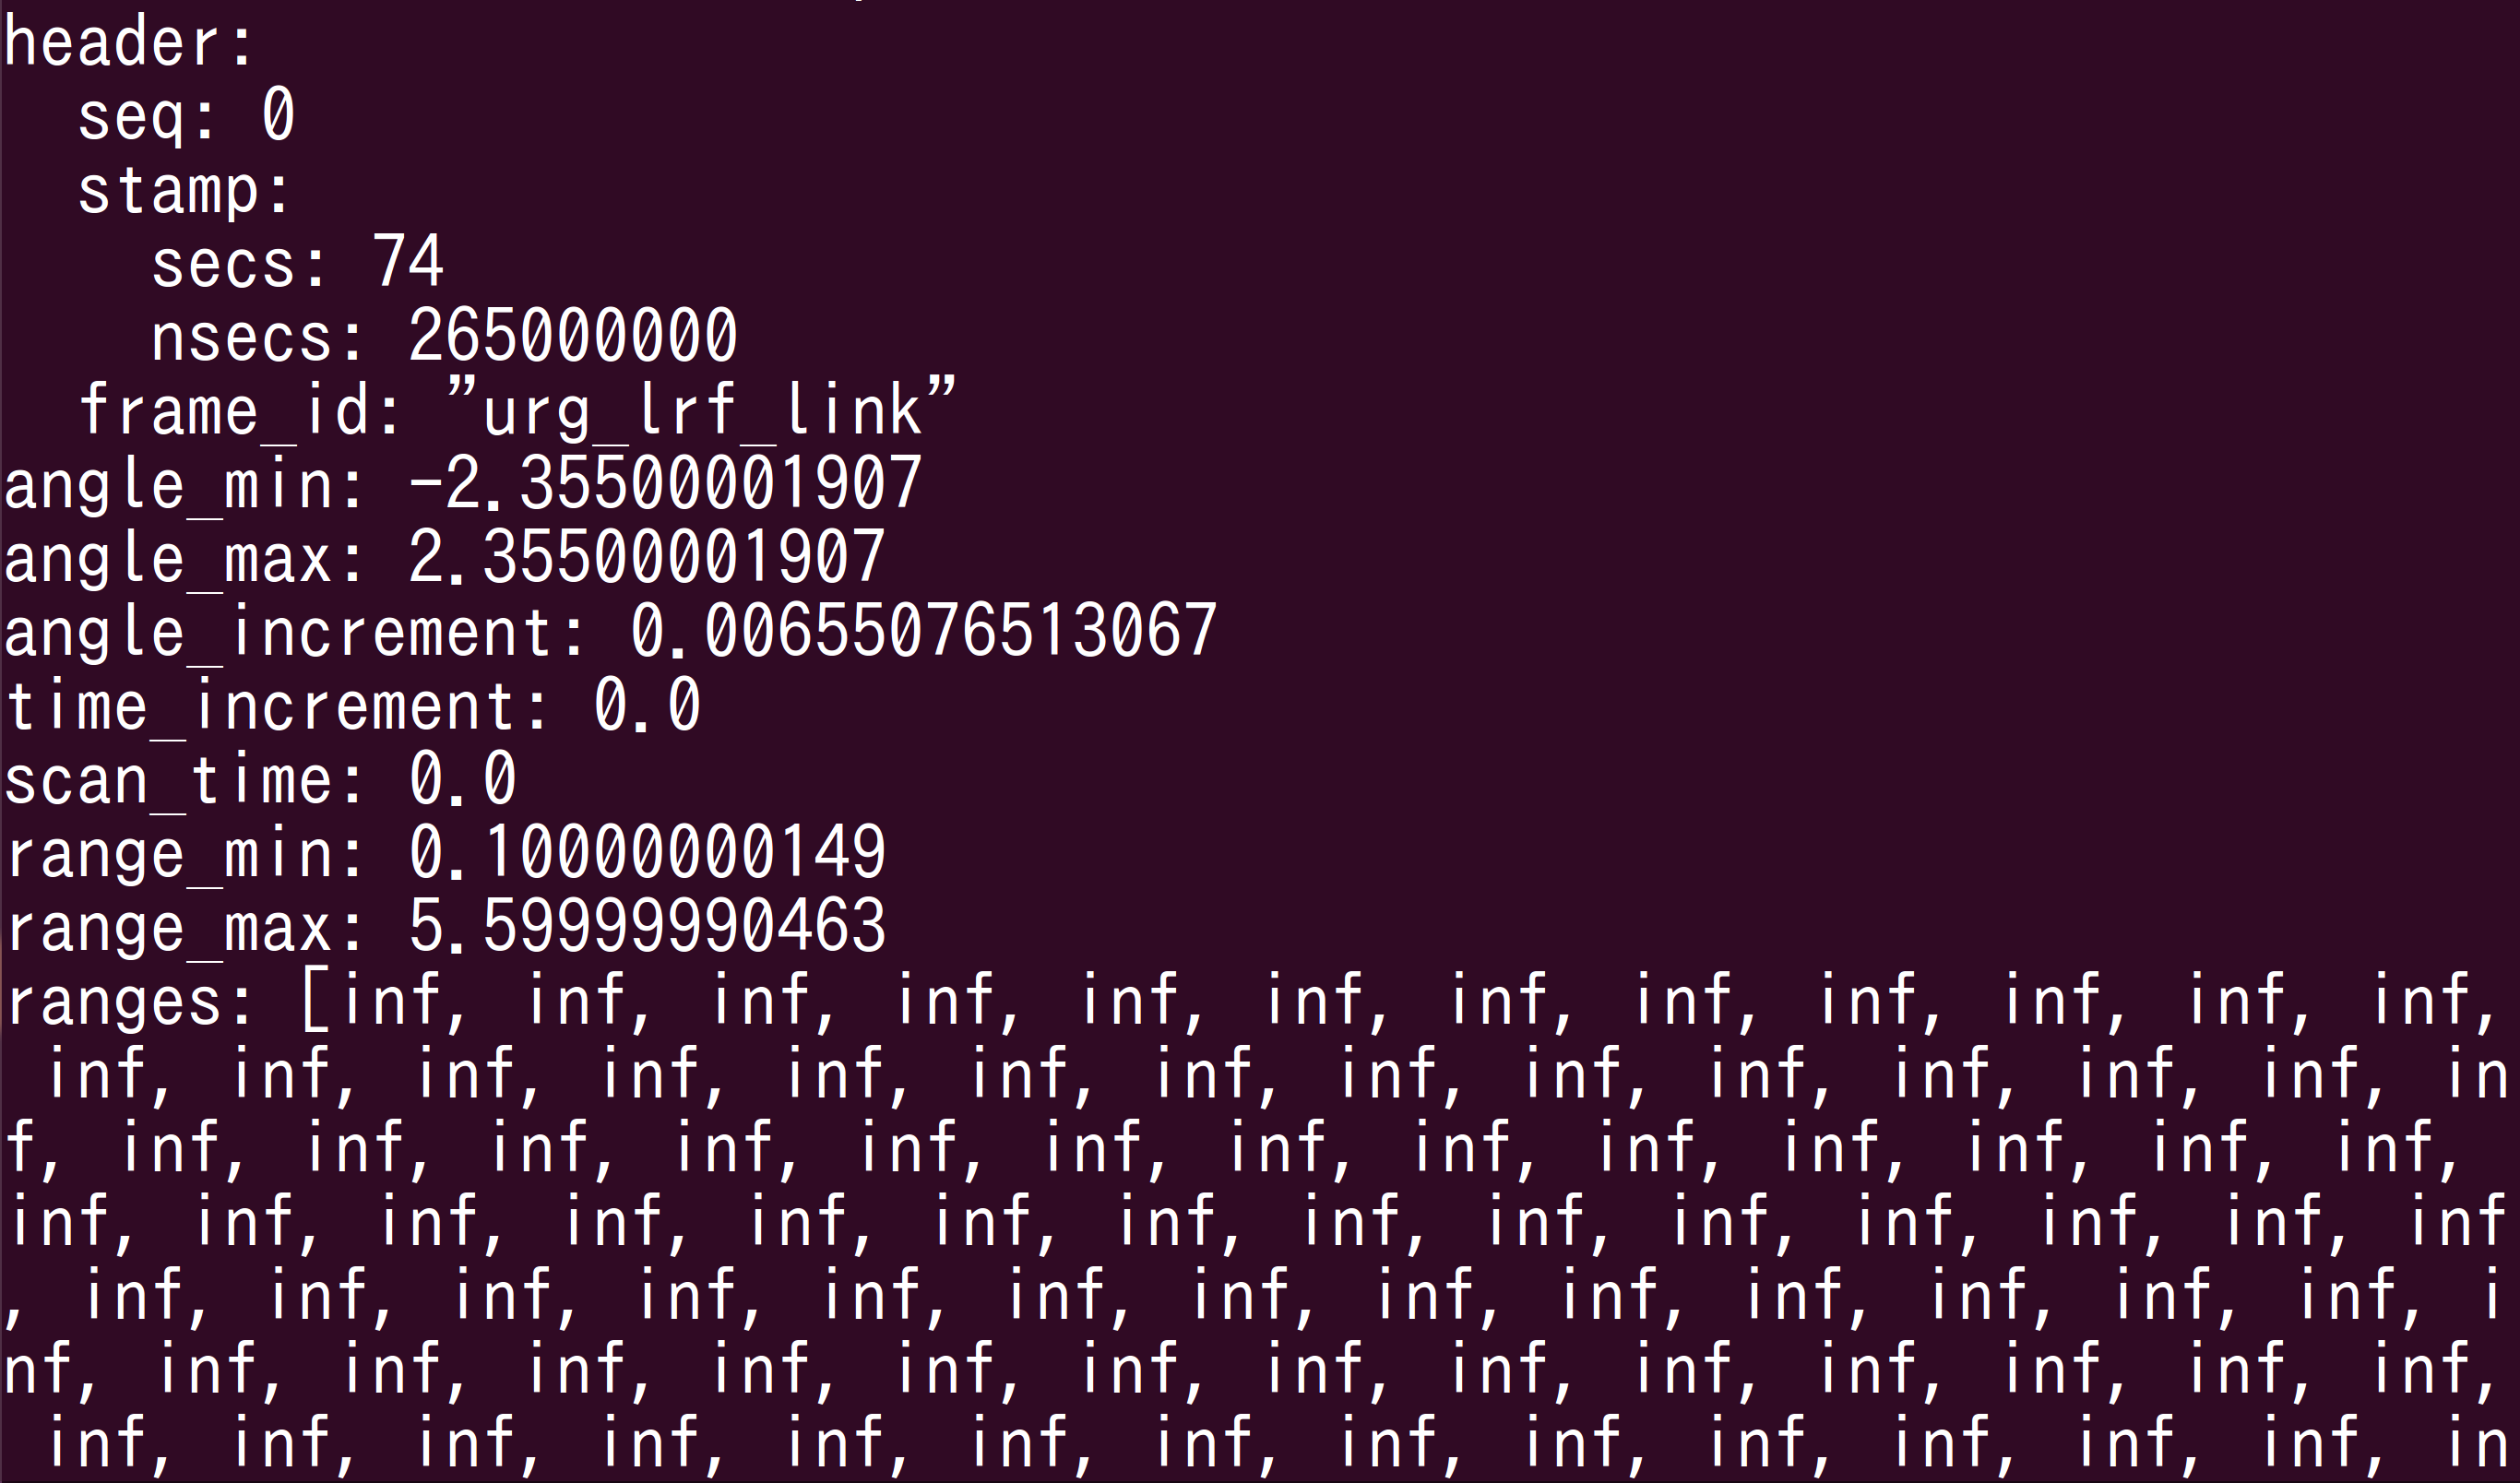 header:
  seq: 0
  stamp:
    secs: 74
    nsecs: 265000000
  frame_id: "urg_lrf_link"
angle_min: -2.35500001907
angle_max: 2.35500001907
angle_increment: 0.00655076513067
time_increment: 0.0
scan_time: 0.0
range_min: 0.10000000149
range_max: 5.59999990463
ranges: [inf, inf, inf, inf, inf, inf, inf, inf, inf, inf, inf, inf,
 inf, inf, inf, inf, inf, inf, inf, inf, inf, inf, inf, inf, inf, in
f, inf, inf, inf, inf, inf, inf, inf, inf, inf, inf, inf, inf, inf,
inf, inf, inf, inf, inf, inf, inf, inf, inf, inf, inf, inf, inf, inf
, inf, inf, inf, inf, inf, inf, inf, inf, inf, inf, inf, inf, inf, i
nf, inf, inf, inf, inf, inf, inf, inf, inf, inf, inf, inf, inf, inf,
 inf, inf, inf, inf, inf, inf, inf, inf, inf, inf, inf, inf, inf, in